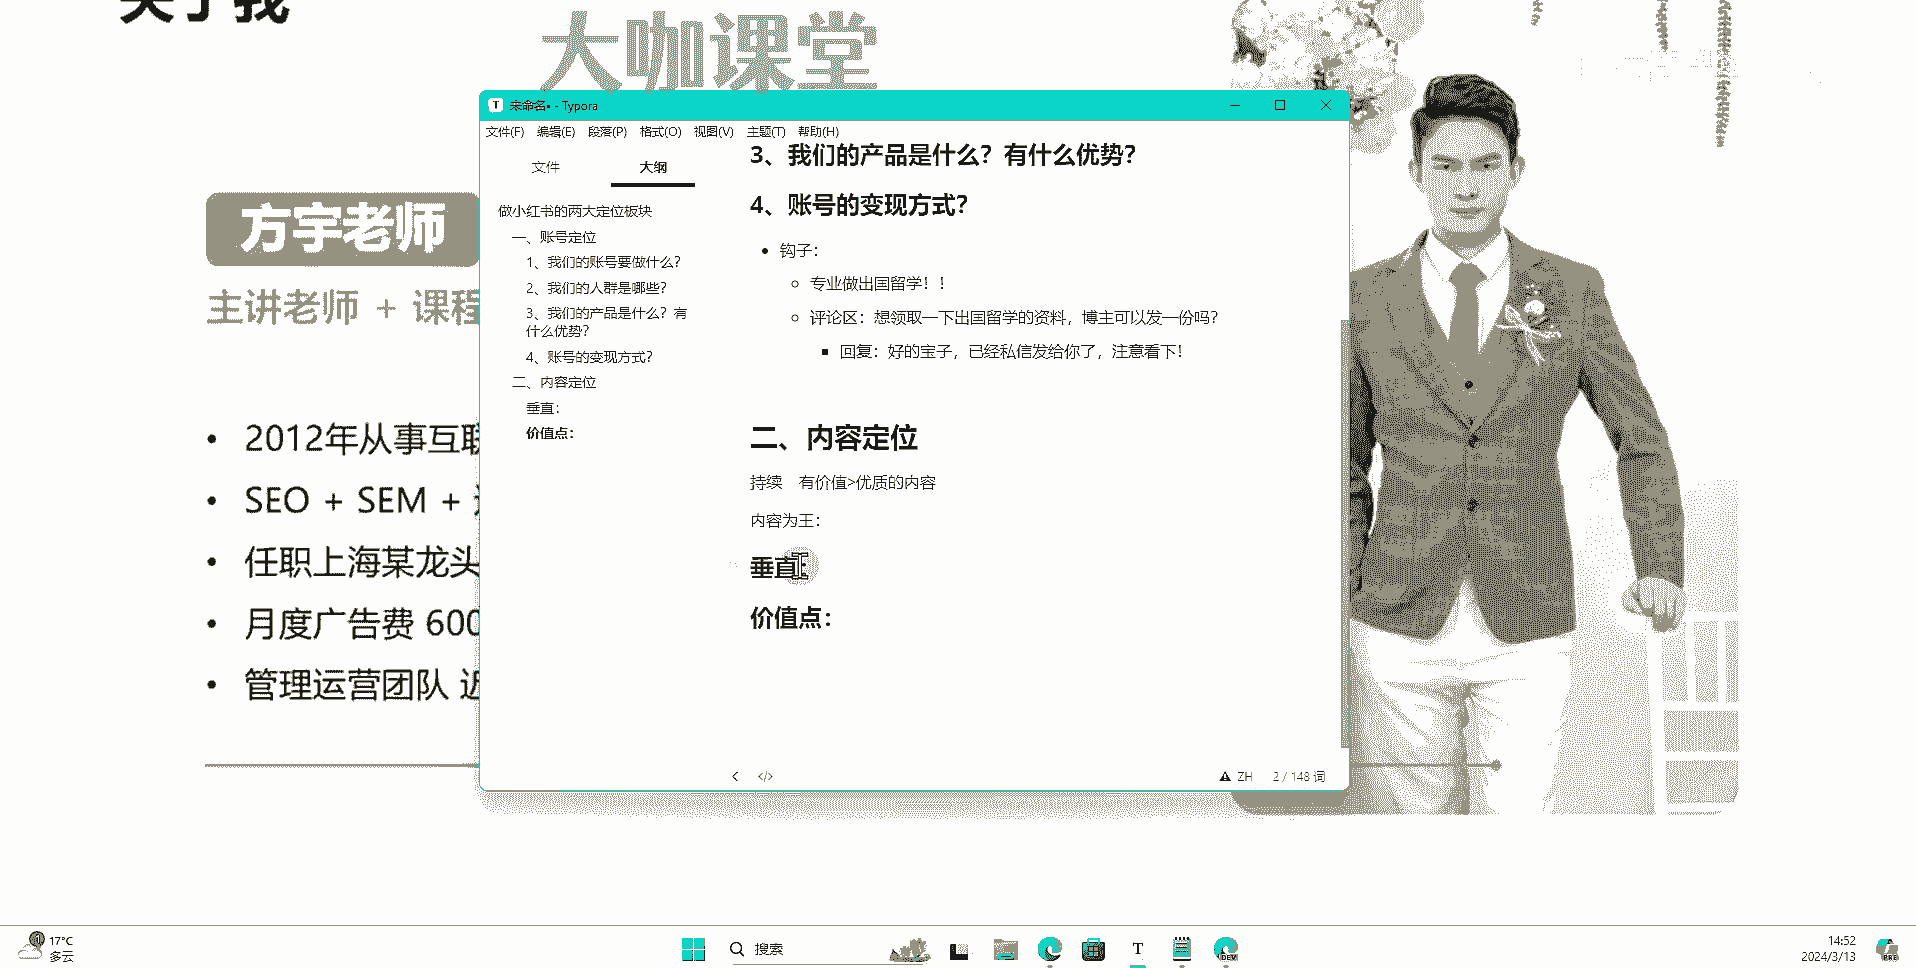 关于我
大咖课堂
方宇老师
主讲老师 + 课程
• 2012年从事互联
• SEO + SEM +
• 任职上海某龙头
• 月度广告费 600
• 管理运营团队 近
未命名• - Typora
文件(F) 编辑(E) 段落(P) 格式(O) 视图(V) 主题(T) 帮助(H)
文件 大纲
做小红书的两大定位板块
一、账号定位
1、我们的账号要做什么?
2、我们的人群是哪些?
3、我们的产品是什么？有
什么优势?
4、账号的变现方式?
二、内容定位
垂直:
价值点:
3、我们的产品是什么？有什么优势?
4、账号的变现方式?
• 钩子:
专业做出国留学！！
评论区：想领取一下出国留学的资料，博主可以发一份吗?
回复：好的宝子，已经私信发给你了，注意看下!
二、内容定位
持续 有价值>优质的内容
内容为王:
垂直:
价值点:
</>
ZH 2 / 148 词
17°C
多云
1
搜索
T
DEV
14:52
2024/3/13
PRE